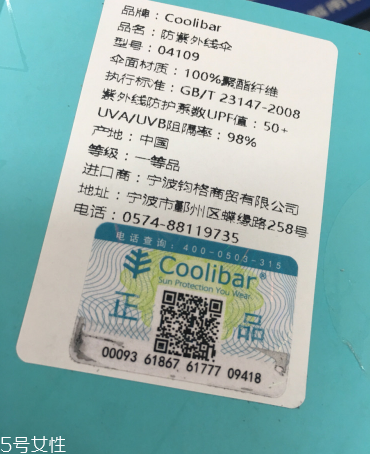 品牌：Coolibar
品名：防紫外线伞
型号：04109
伞面材质：100%聚酯纤维
执行标准：GB/T 23147-2008
紫外线防护系数UPF值：50+
UVA/UVB阻隔率：98%
产地：中国
等级：一等品
进口商：宁波钧格商贸有限公司
地址：宁波市鄞州区蝶缘路258号
电话：0574-88119735
电话查询：400-0503-315
Coolibar®
Sun Protection You Wear
正 品
00093 61867 61777 09418
5号女性